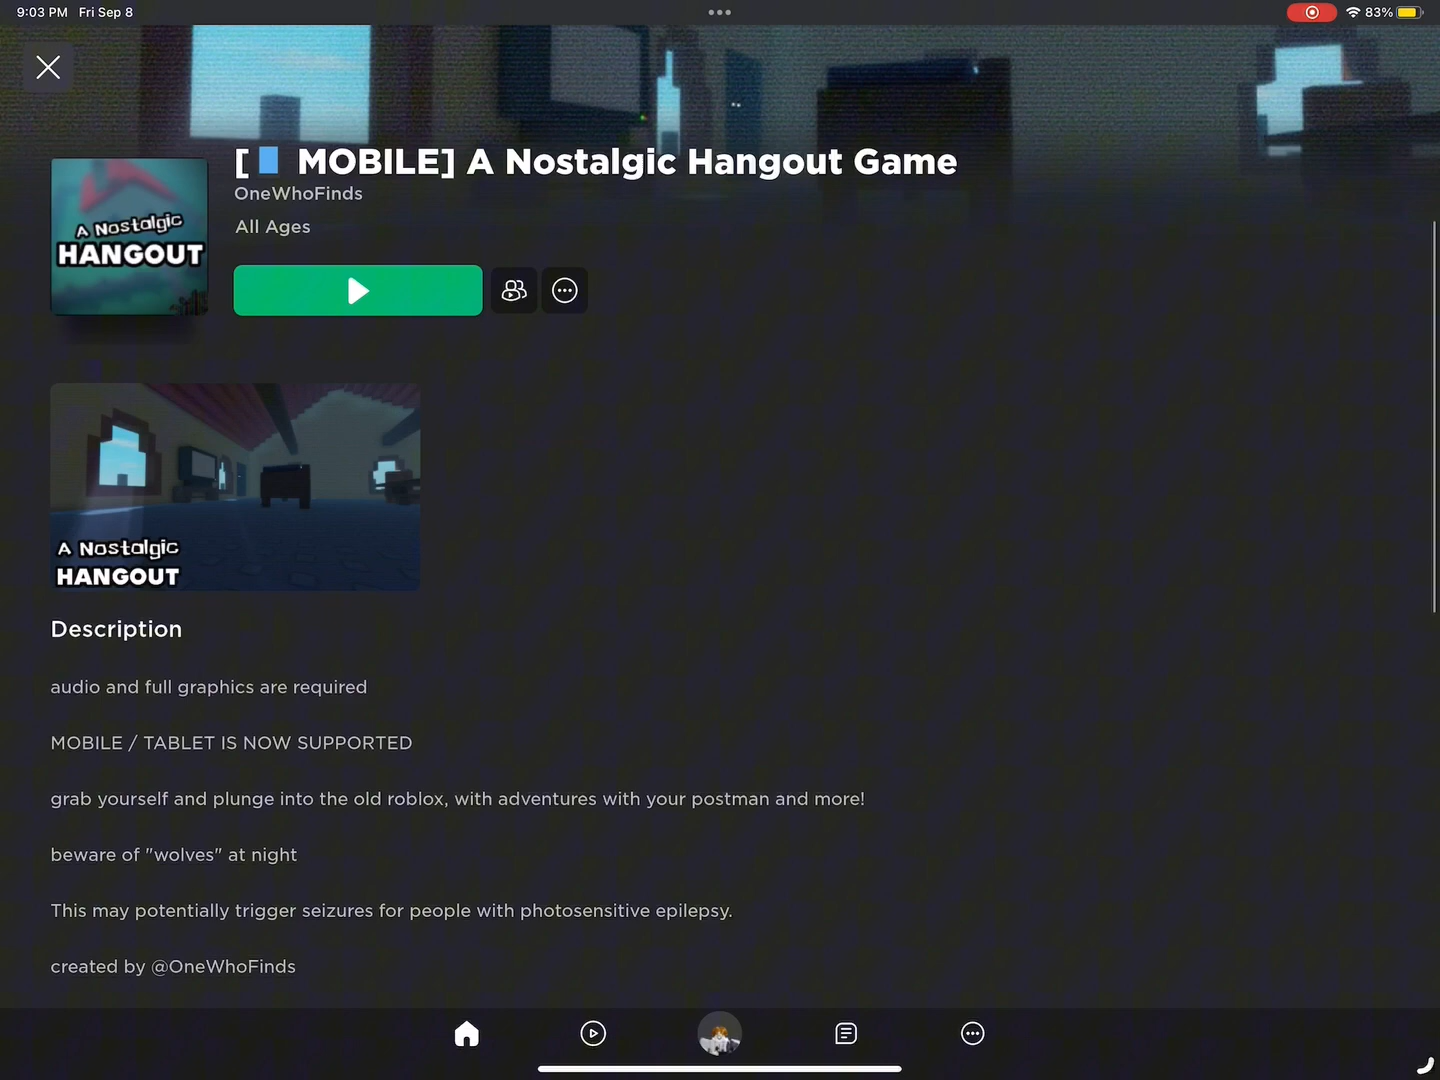 9:03 PM Fri Sep 8
83%
[ MOBILE] A Nostalgic Hangout Game
OneWhoFinds
All Ages
A Nostalgic
HANGOUT
A Nostalgic
HANGOUT
Description
audio and full graphics are required
MOBILE / TABLET IS NOW SUPPORTED
grab yourself and plunge into the old roblox, with adventures with your postman and more!
beware of "wolves" at night
This may potentially trigger seizures for people with photosensitive epilepsy.
created by @OneWhoFinds